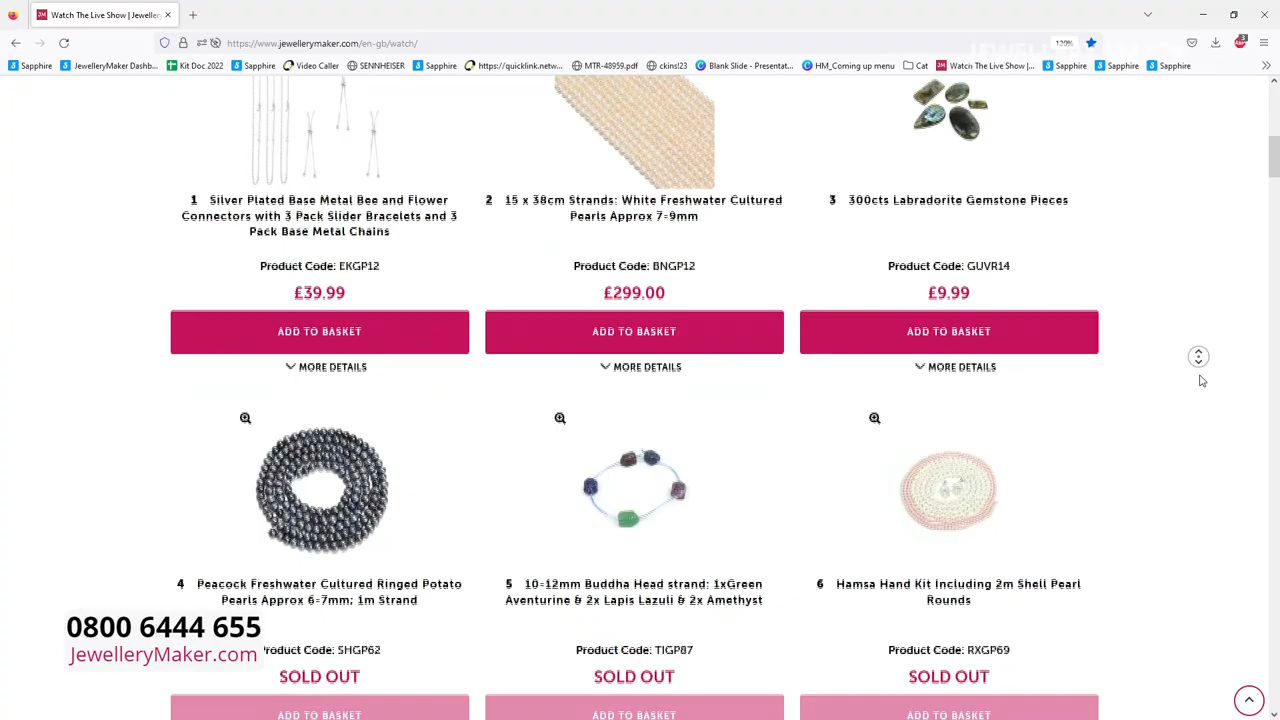 Watch The Live Show | Jewellery
https://www.jewellerymaker.com/en-gb/watch/
120%
3
Sapphire
JewelleryMaker Dashb...
Kit Doc 2022
Sapphire
Video Caller
SENNHEISER
Sapphire
https://quicklink.netw...
MTR-48959.pdf
ckins!23
Blank Slide - Presentat...
HM_Coming up menu
Cat
Watch The Live Show |...
Sapphire
Sapphire
Sapphire
1 Silver Plated Base Metal Bee and Flower
Connectors with 3 Pack Slider Bracelets and 3
Pack Base Metal Chains
Product Code: EKGP12
£39.99
ADD TO BASKET
MORE DETAILS
2 15 x 38cm Strands: White Freshwater Cultured
Pearls Approx 7-9mm
Product Code: BNGP12
£299.00
ADD TO BASKET
MORE DETAILS
3 300cts Labradorite Gemstone Pieces
Product Code: GUVR14
£9.99
ADD TO BASKET
MORE DETAILS
4 Peacock Freshwater Cultured Ringed Potato
Pearls Approx 6-7mm; 1m Strand
Product Code: SHGP62
SOLD OUT
ADD TO BASKET
5 10-12mm Buddha Head strand: 1xGreen
Aventurine & 2x Lapis Lazuli & 2x Amethyst
Product Code: TIGP87
SOLD OUT
ADD TO BASKET
6 Hamsa Hand Kit Including 2m Shell Pearl
Rounds
Product Code: RXGP69
SOLD OUT
ADD TO BASKET
0800 6444 655
JewelleryMaker.com